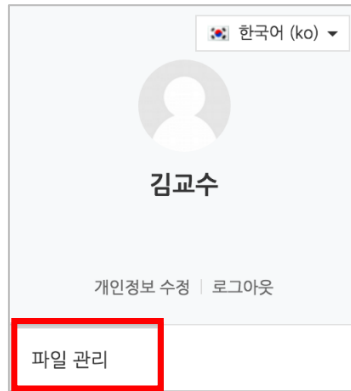 한국어 (ko)
김교수
개인정보 수정 | 로그아웃
파일 관리